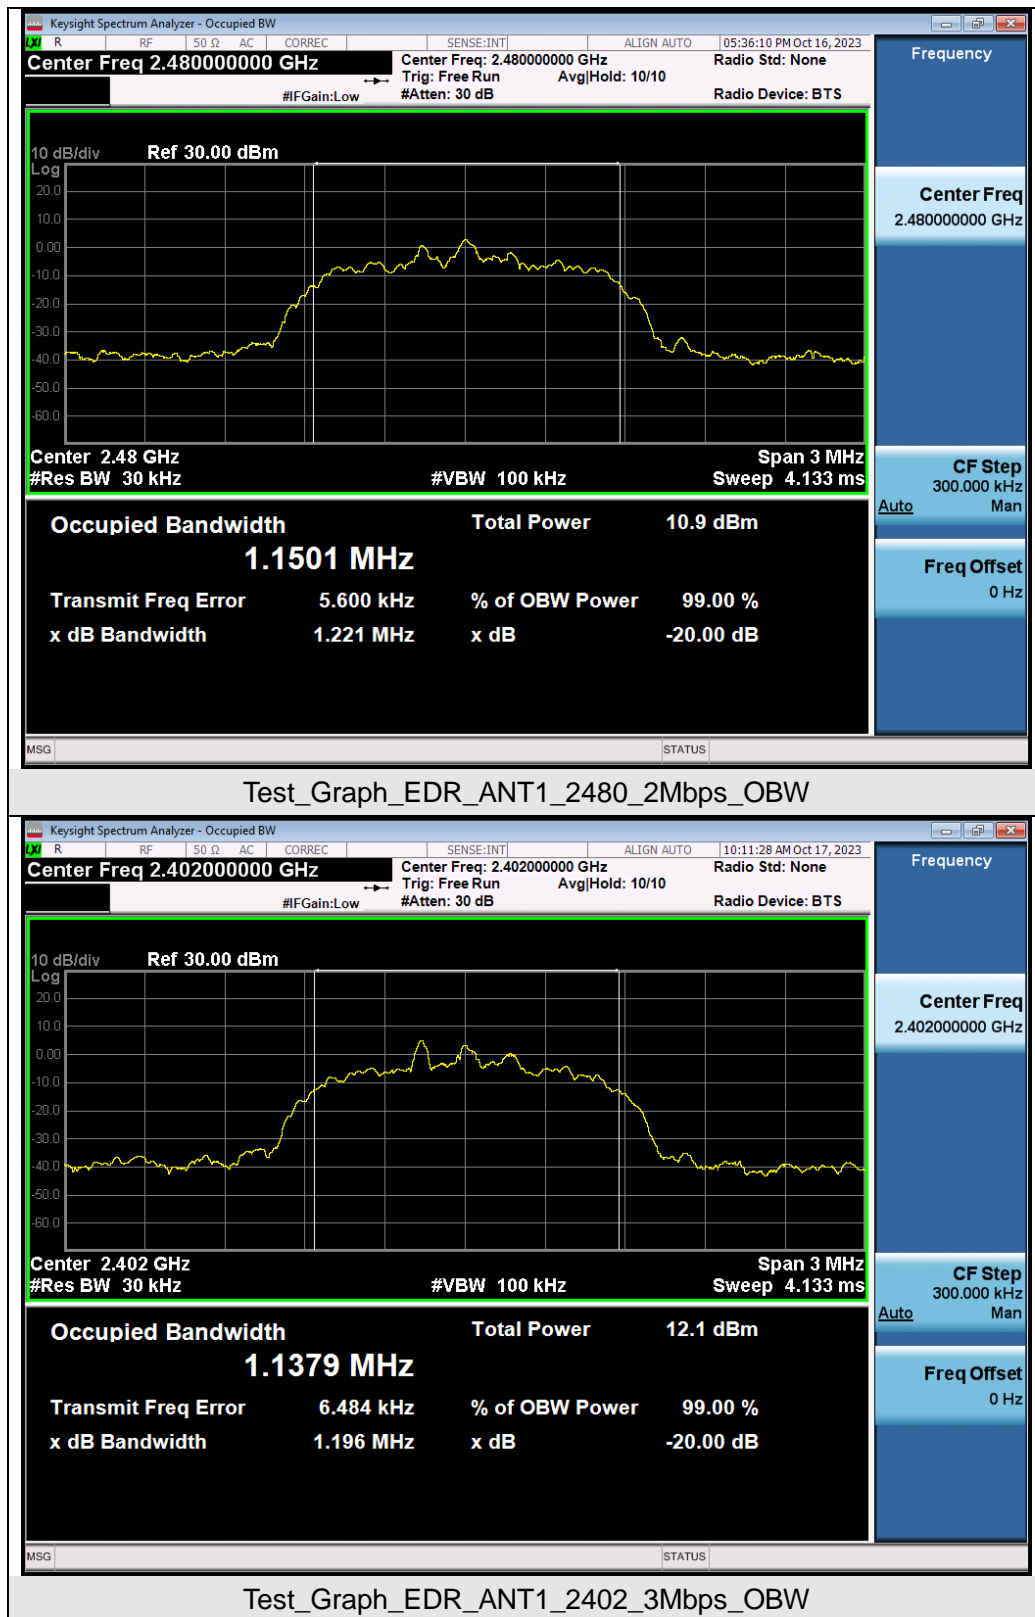 Keysight Spectrum Analyzer - Occupied BW
LXI R RF 50 Ω AC CORREC SENSE:INT ALIGN AUTO 05:36:10 PM Oct 16, 2023
Center Freq 2.480000000 GHz
Center Freq: 2.480000000 GHz
Radio Std: None
Trig: Free Run Avg|Hold: 10/10
#IFGain:Low
#Atten: 30 dB
Radio Device: BTS
10 dB/div Ref 30.00 dBm
Log
20.0
10.0
0.00
-10.0
-20.0
-30.0
-40.0
-50.0
-60.0
Center 2.48 GHz Span 3 MHz
#Res BW 30 kHz #VBW 100 kHz Sweep 4.133 ms
Occupied Bandwidth Total Power 10.9 dBm
1.1501 MHz
Transmit Freq Error 5.600 kHz % of OBW Power 99.00 %
x dB Bandwidth 1.221 MHz x dB -20.00 dB
MSG STATUS
Frequency
Center Freq
2.480000000 GHz
CF Step
300.000 kHz
Auto Man
Freq Offset
0 Hz
Test_Graph_EDR_ANT1_2480_2Mbps_OBW
Keysight Spectrum Analyzer - Occupied BW
LXI R RF 50 Ω AC CORREC SENSE:INT ALIGN AUTO 10:11:28 AM Oct 17, 2023
Center Freq 2.402000000 GHz
Center Freq: 2.402000000 GHz
Radio Std: None
Trig: Free Run Avg|Hold: 10/10
#IFGain:Low
#Atten: 30 dB
Radio Device: BTS
10 dB/div Ref 30.00 dBm
Log
20.0
10.0
0.00
-10.0
-20.0
-30.0
-40.0
-50.0
-60.0
Center 2.402 GHz Span 3 MHz
#Res BW 30 kHz #VBW 100 kHz Sweep 4.133 ms
Occupied Bandwidth Total Power 12.1 dBm
1.1379 MHz
Transmit Freq Error 6.484 kHz % of OBW Power 99.00 %
x dB Bandwidth 1.196 MHz x dB -20.00 dB
MSG STATUS
Frequency
Center Freq
2.402000000 GHz
CF Step
300.000 kHz
Auto Man
Freq Offset
0 Hz
Test_Graph_EDR_ANT1_2402_3Mbps_OBW